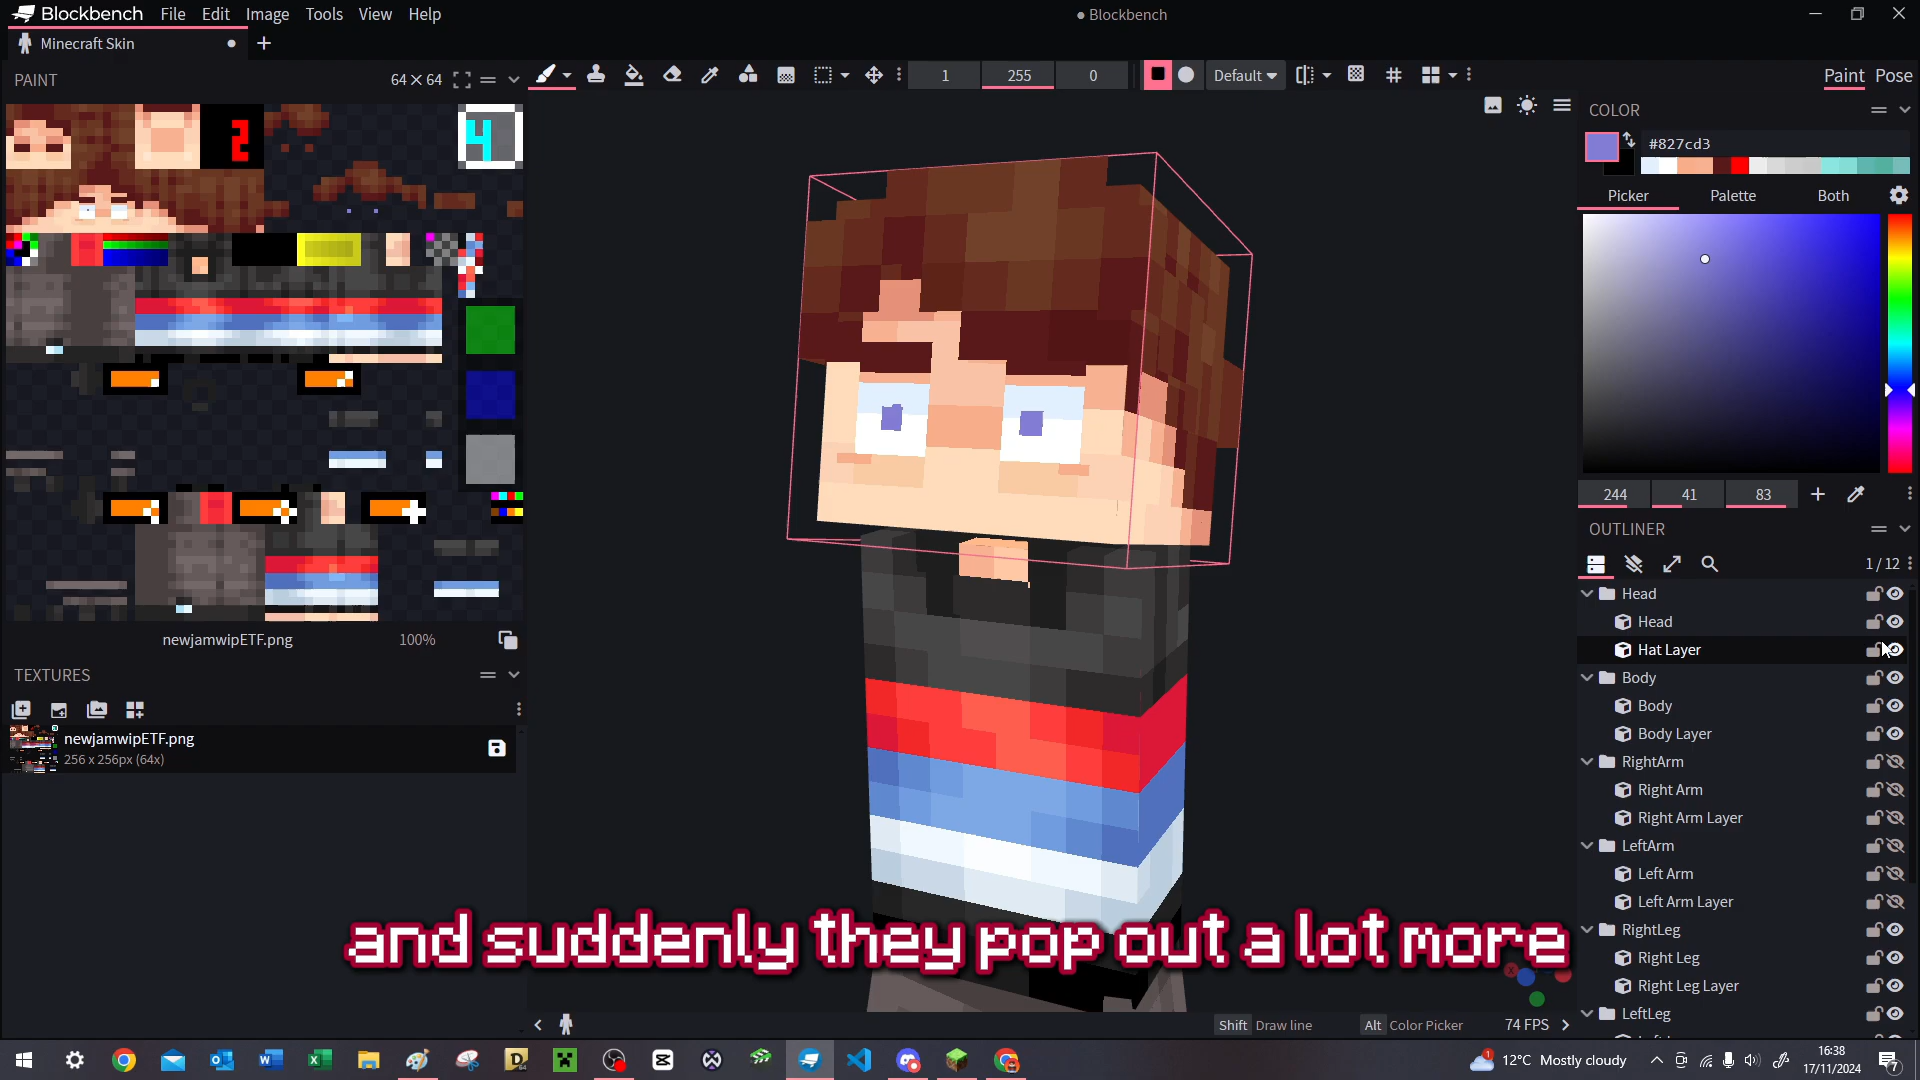 Blockbench File Edit Image Tools View Help
● Blockbench
Minecraft Skin
PAINT
64 × 64
1 255 0
Default
Paint Pose
2
4
COLOR
#827cd3
Picker Palette Both
244 41 83
OUTLINER
1 / 12
Head
Head
Hat Layer
Body
Body
Body Layer
RightArm
Right Arm
Right Arm Layer
LeftArm
Left Arm
Left Arm Layer
RightLeg
Right Leg
Right Leg Layer
LeftLeg
newjamwipETF.png 100%
TEXTURES
newjamwipETF.png
256 x 256px (64x)
and suddenly they pop out a lot more
Shift Draw line Alt Color Picker 74 FPS
1 12°C Mostly cloudy
16:38
17/11/2024
7